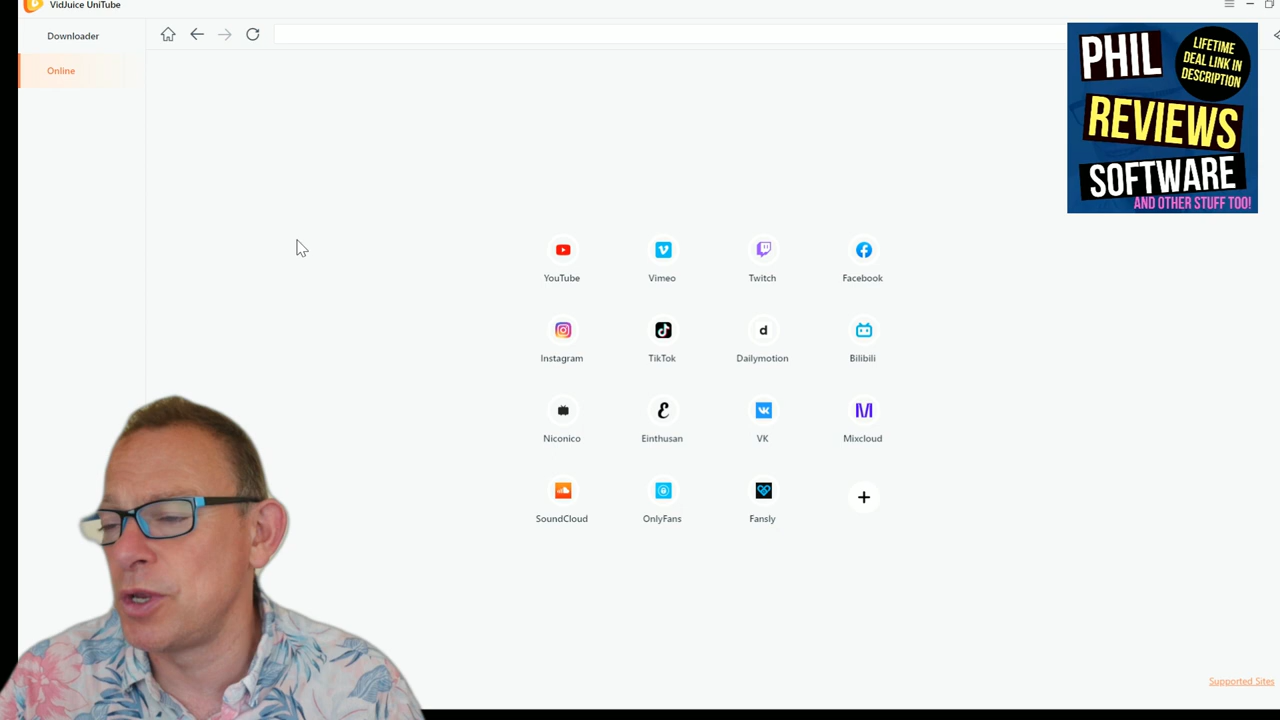 VidJuice UniTube
Downloader
Online
PHIL
REVIEWS
SOFTWARE
AND OTHER STUFF TOO!
LIFETIME
DEAL LINK IN
DESCRIPTION
YouTube
Vimeo
Twitch
Facebook
Instagram
TikTok
Dailymotion
Bilibili
Niconico
Einthusan
VK
Mixcloud
SoundCloud
OnlyFans
Fansly
Supported Sites